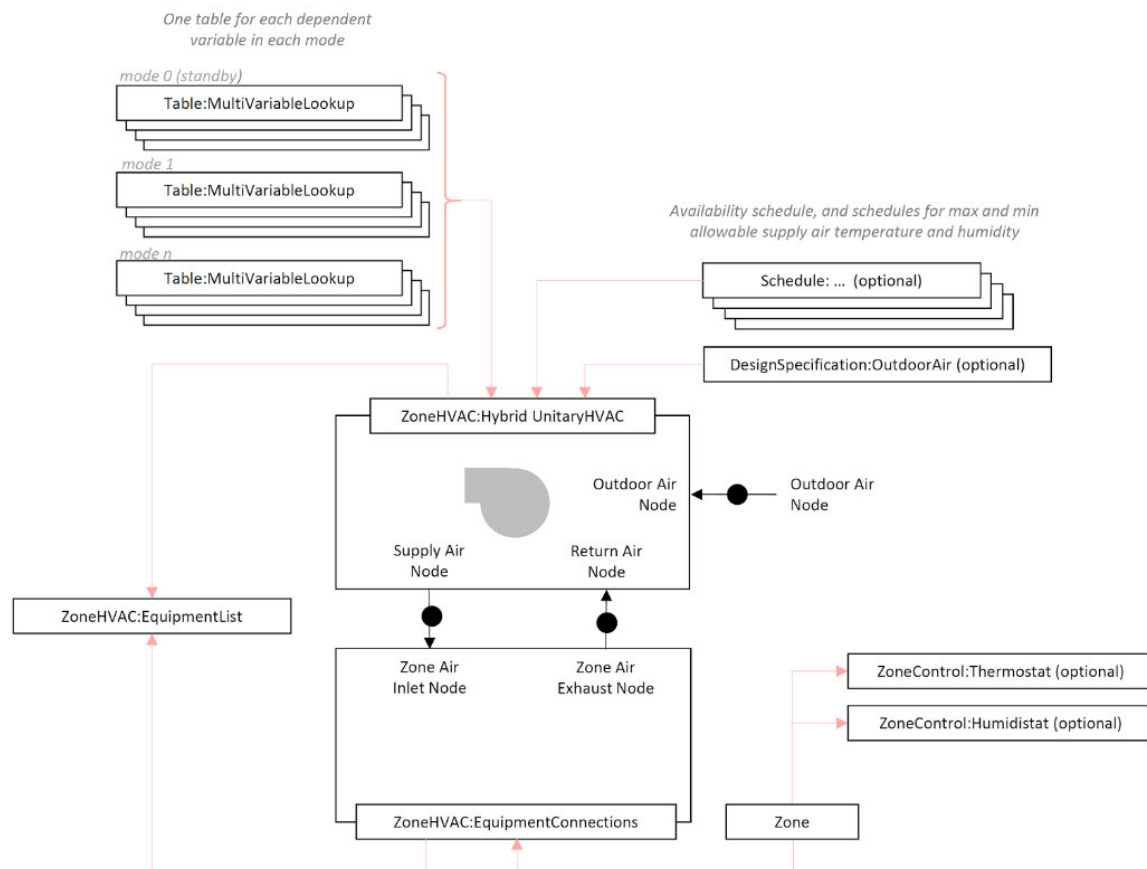 One table for each dependent
variable in each mode
mode 0 (standby)
Table:MultiVariableLookup
mode 1
Table:MultiVariableLookup
mode n
Table:MultiVariableLookup
Availability schedule, and schedules for max and min
allowable supply air temperature and humidity
Schedule: ... (optional)
DesignSpecification:OutdoorAir (optional)
ZoneHVAC:Hybrid UnitaryHVAC
Outdoor Air
Node
Outdoor Air
Node
Supply Air
Node
Return Air
Node
ZoneHVAC:EquipmentList
Zone Air
Inlet Node
Zone Air
Exhaust Node
ZoneControl:Thermostat (optional)
ZoneControl:Humidistat (optional)
ZoneHVAC:EquipmentConnections
Zone